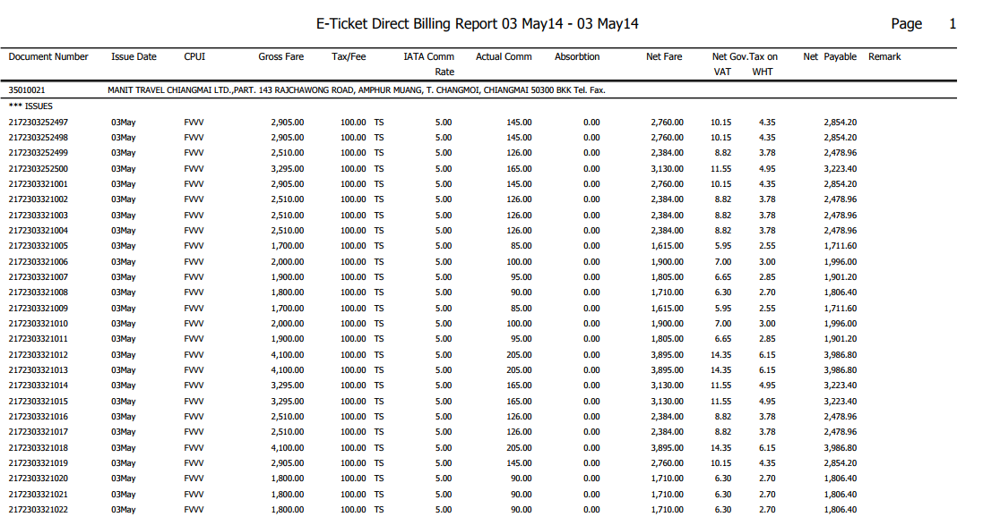 E-Ticket Direct Billing Report 03 May14 - 03 May14 Page 1
Document Number Issue Date CPUI Gross Fare Tax/Fee IATA Comm Actual Comm Absorbtion Net Fare Net Gov.Tax on Net Payable Remark
Rate VAT WHT
35010021 MANIT TRAVEL CHIANGMAI LTD.,PART. 143 RAJCHAWONG ROAD, AMPHUR MUANG, T. CHANGMOI, CHIANGMAI 50300 BKK Tel. Fax.
*** ISSUES
2172303252497 03May FVVV 2,905.00 100.00 TS 5.00 145.00 0.00 2,760.00 10.15 4.35 2,854.20
2172303252498 03May FVVV 2,905.00 100.00 TS 5.00 145.00 0.00 2,760.00 10.15 4.35 2,854.20
2172303252499 03May FVVV 2,510.00 100.00 TS 5.00 126.00 0.00 2,384.00 8.82 3.78 2,478.96
2172303252500 03May FVVV 3,295.00 100.00 TS 5.00 165.00 0.00 3,130.00 11.55 4.95 3,223.40
2172303321001 03May FVVV 2,905.00 100.00 TS 5.00 145.00 0.00 2,760.00 10.15 4.35 2,854.20
2172303321002 03May FVVV 2,510.00 100.00 TS 5.00 126.00 0.00 2,384.00 8.82 3.78 2,478.96
2172303321003 03May FVVV 2,510.00 100.00 TS 5.00 126.00 0.00 2,384.00 8.82 3.78 2,478.96
2172303321004 03May FVVV 2,510.00 100.00 TS 5.00 126.00 0.00 2,384.00 8.82 3.78 2,478.96
2172303321005 03May FVVV 1,700.00 100.00 TS 5.00 85.00 0.00 1,615.00 5.95 2.55 1,711.60
2172303321006 03May FVVV 2,000.00 100.00 TS 5.00 100.00 0.00 1,900.00 7.00 3.00 1,996.00
2172303321007 03May FVVV 1,900.00 100.00 TS 5.00 95.00 0.00 1,805.00 6.65 2.85 1,901.20
2172303321008 03May FVVV 1,800.00 100.00 TS 5.00 90.00 0.00 1,710.00 6.30 2.70 1,806.40
2172303321009 03May FVVV 1,700.00 100.00 TS 5.00 85.00 0.00 1,615.00 5.95 2.55 1,711.60
2172303321010 03May FVVV 2,000.00 100.00 TS 5.00 100.00 0.00 1,900.00 7.00 3.00 1,996.00
2172303321011 03May FVVV 1,900.00 100.00 TS 5.00 95.00 0.00 1,805.00 6.65 2.85 1,901.20
2172303321012 03May FVVV 4,100.00 100.00 TS 5.00 205.00 0.00 3,895.00 14.35 6.15 3,986.80
2172303321013 03May FVVV 4,100.00 100.00 TS 5.00 205.00 0.00 3,895.00 14.35 6.15 3,986.80
2172303321014 03May FVVV 3,295.00 100.00 TS 5.00 165.00 0.00 3,130.00 11.55 4.95 3,223.40
2172303321015 03May FVVV 3,295.00 100.00 TS 5.00 165.00 0.00 3,130.00 11.55 4.95 3,223.40
2172303321016 03May FVVV 2,510.00 100.00 TS 5.00 126.00 0.00 2,384.00 8.82 3.78 2,478.96
2172303321017 03May FVVV 2,510.00 100.00 TS 5.00 126.00 0.00 2,384.00 8.82 3.78 2,478.96
2172303321018 03May FVVV 4,100.00 100.00 TS 5.00 205.00 0.00 3,895.00 14.35 6.15 3,986.80
2172303321019 03May FVVV 2,905.00 100.00 TS 5.00 145.00 0.00 2,760.00 10.15 4.35 2,854.20
2172303321020 03May FVVV 1,800.00 100.00 TS 5.00 90.00 0.00 1,710.00 6.30 2.70 1,806.40
2172303321021 03May FVVV 1,800.00 100.00 TS 5.00 90.00 0.00 1,710.00 6.30 2.70 1,806.40
2172303321022 03May FVVV 1,800.00 100.00 TS 5.00 90.00 0.00 1,710.00 6.30 2.70 1,806.40